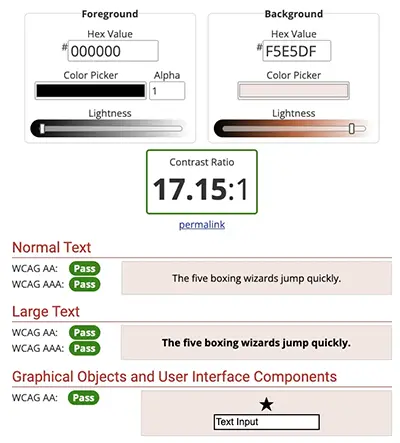 Foreground
Hex Value
# 000000
Color Picker Alpha
1
Lightness
Background
Hex Value
# F5E5DF
Color Picker
Lightness
Contrast Ratio
17.15:1
permalink
Normal Text
WCAG AA: Pass
WCAG AAA: Pass
The five boxing wizards jump quickly.
Large Text
WCAG AA: Pass
WCAG AAA: Pass
The five boxing wizards jump quickly.
Graphical Objects and User Interface Components
WCAG AA: Pass
Text Input